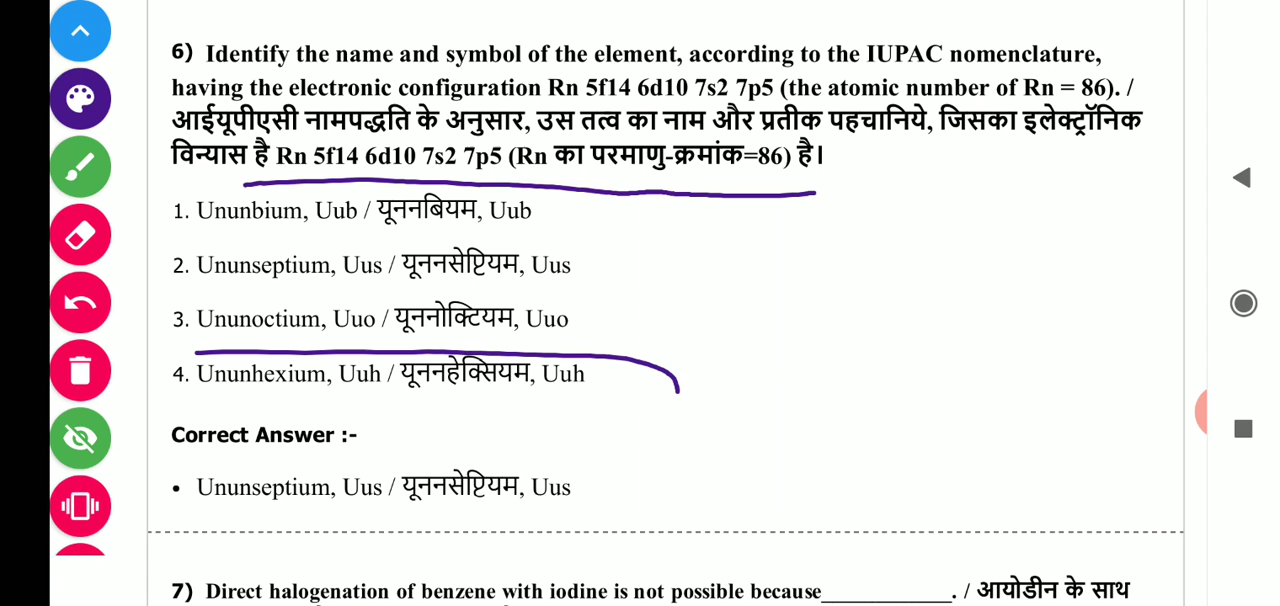 6) Identify the name and symbol of the element, according to the IUPAC nomenclature,
having the electronic configuration Rn 5f14 6d10 7s2 7p5 (the atomic number of Rn = 86). /
आईयूपीएसी नामपद्धति के अनुसार, उस तत्व का नाम और प्रतीक पहचानिये, जिसका इलेक्ट्रॉनिक
विन्यास है Rn 5f14 6d10 7s2 7p5 (Rn का परमाणु-क्रमांक=86) है।
1. Ununbium, Uub / यूननबियम, Uub
2. Ununseptium, Uus / यूननसेप्टियम, Uus
3. Ununoctium, Uuo / यूननोक्टियम, Uuo
4. Ununhexium, Uuh / यूननहेक्सियम, Uuh
Correct Answer :-
• Ununseptium, Uus / यूननसेप्टियम, Uus
7) Direct halogenation of benzene with iodine is not possible because____________. / आयोडीन के साथ